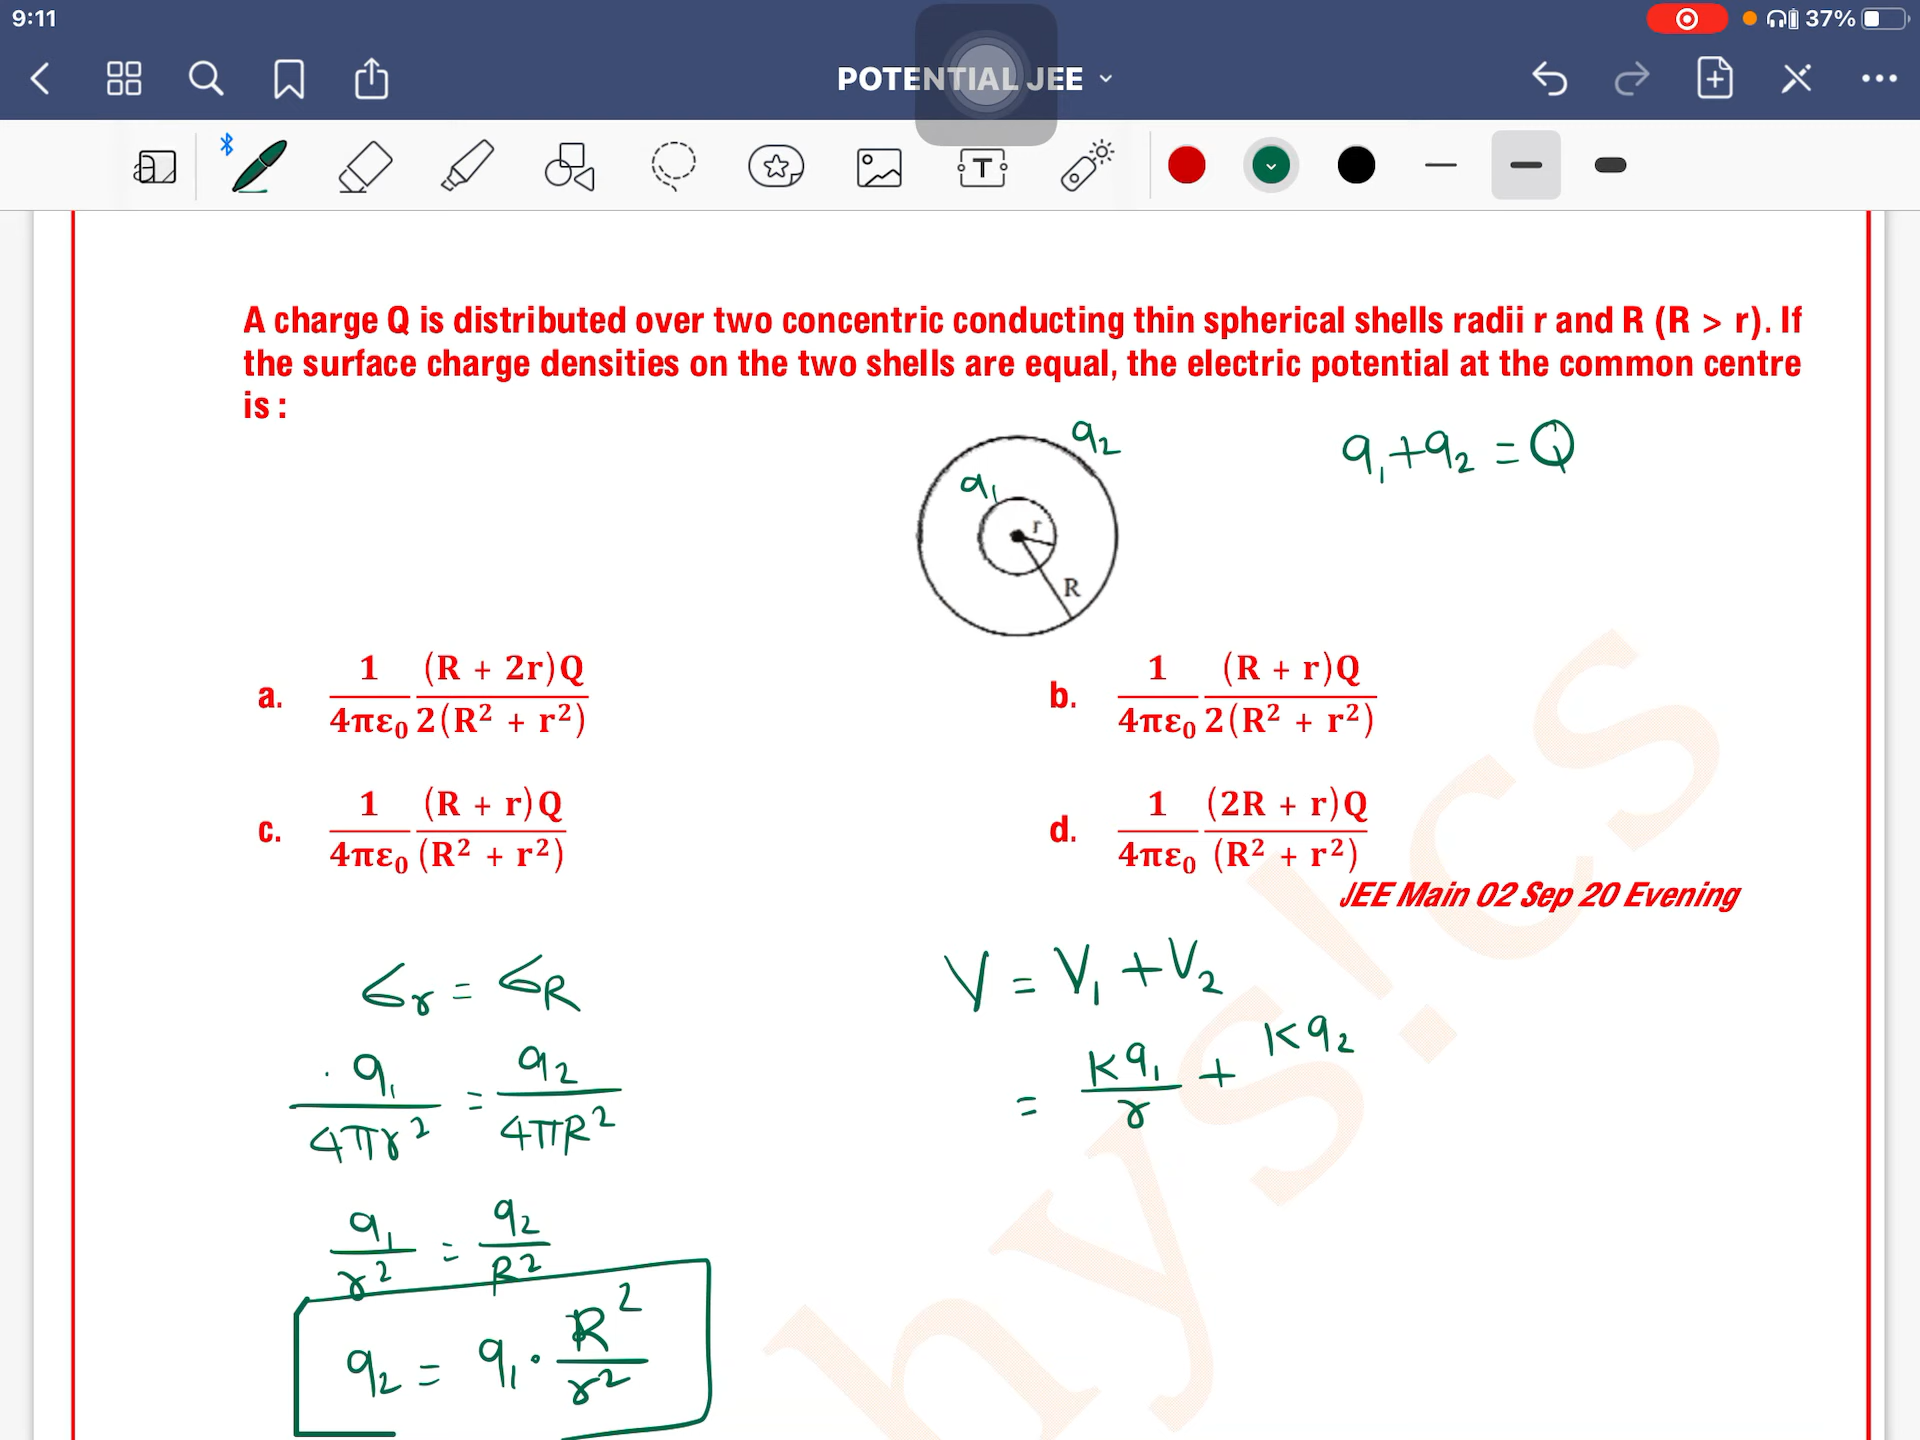 9:11
37%
POTENTIAL JEE
a
T
A charge Q is distributed over two concentric conducting thin spherical shells radii r and R (R > r). If
the surface charge densities on the two shells are equal, the electric potential at the common centre
is :
q₂
q₁
r
R
q₁+q₂ = Q
a. 1/4πε₀ (R + 2r)Q/2(R² + r²)
b. 1/4πε₀ (R + r)Q/2(R² + r²)
c. 1/4πε₀ (R + r)Q/(R² + r²)
d. 1/4πε₀ (2R + r)Q/(R² + r²)
JEE Main 02 Sep 20 Evening
σr = σR
q₁/4πr² = q₂/4πR²
q₁/r² = q₂/R²
q₂ = q₁ · R²/r²
V = V₁ + V₂
= Kq₁/r + Kq₂
hys!cs